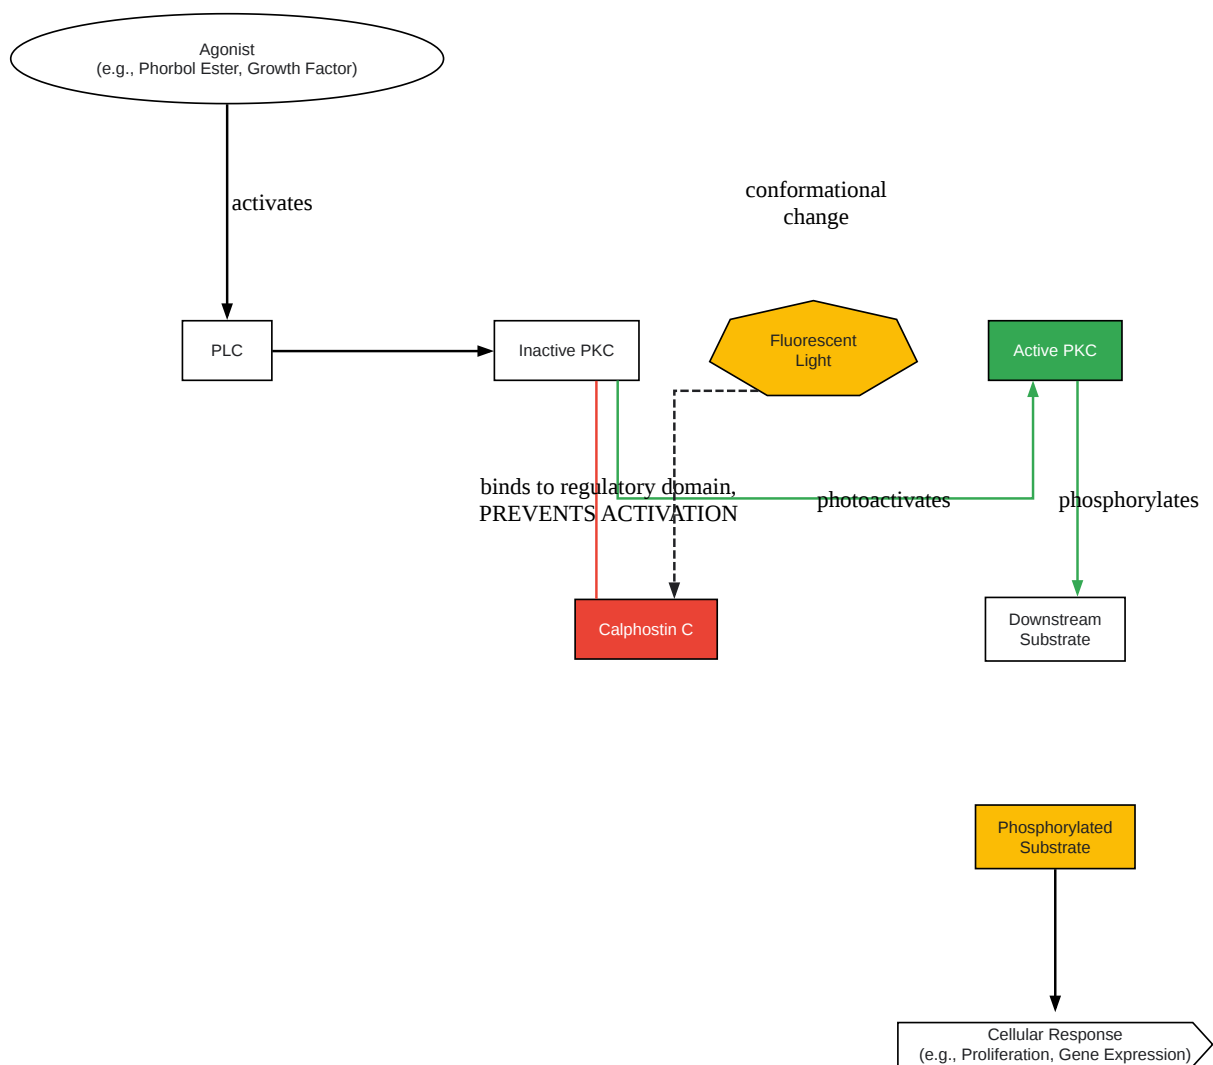 Agonist
(e.g., Phorbol Ester, Growth Factor)
activates
conformational
change
PLC
Inactive PKC
Fluorescent
Light
Active PKC
binds to regulatory domain,
PREVENTS ACTIVATION
photoactivates
phosphorylates
Calphostin C
Downstream
Substrate
Phosphorylated
Substrate
Cellular Response
(e.g., Proliferation, Gene Expression)